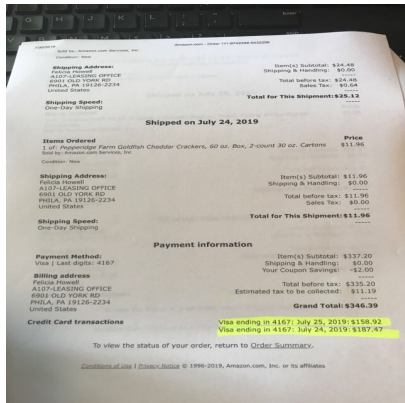 Sold by: Amazon.com Services, Inc.
Condition: New
Shipping Address:
Felicia Howell
A107-LEASING OFFICE
6901 OLD YORK RD
PHILA, PA 19126-2234
United States
Item(s) Subtotal: $24.48
Shipping & Handling: $0.00
-----
Total before tax: $24.48
Sales Tax: $0.64
-----
Total for This Shipment: $25.12
-----
Shipping Speed:
One-Day Shipping
Shipped on July 24, 2019
Items Ordered Price
1 of: Pepperidge Farm Goldfish Cheddar Crackers, 60 oz. Box, 2-count 30 oz. Cartons $11.96
Sold by: Amazon.com Services, Inc.
Condition: New
Shipping Address:
Felicia Howell
A107-LEASING OFFICE
6901 OLD YORK RD
PHILA, PA 19126-2234
United States
Item(s) Subtotal: $11.96
Shipping & Handling: $0.00
-----
Total before tax: $11.96
Sales Tax: $0.00
-----
Total for This Shipment: $11.96
-----
Shipping Speed:
One-Day Shipping
Payment information
Payment Method:
Visa | Last digits: 4167
Item(s) Subtotal: $337.20
Shipping & Handling: $0.00
Your Coupon Savings: -$2.00
-----
Billing address
Felicia Howell
A107-LEASING OFFICE
6901 OLD YORK RD
PHILA, PA 19126-2234
United States
Total before tax: $335.20
Estimated tax to be collected: $11.19
-----
Grand Total: $346.39
Credit Card transactions
Visa ending in 4167: July 25, 2019: $158.92
Visa ending in 4167: July 24, 2019: $187.47
To view the status of your order, return to Order Summary.
Conditions of Use | Privacy Notice © 1996-2019, Amazon.com, Inc. or its affiliates